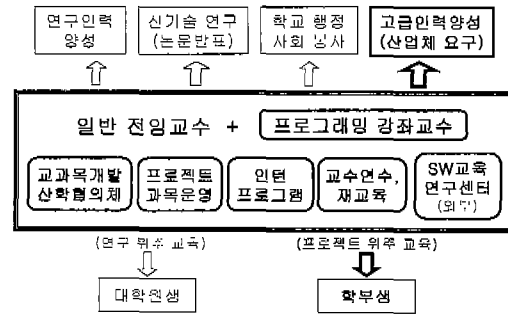 연구인력
양성
신기술 연구
(논문발표)
학교 행정
사회 봉사
고급인력양성
(산업체 요구)
일반 전임교수 + 프로그래밍 강좌교수
교과목개발
산학협의체
프로젝트
과목운영
인턴
프로그램
교수연수,
재교육
SW교육
연구센터
(연구 위주 교육)
(프로젝트 위주 교육)
대학원생
학부생